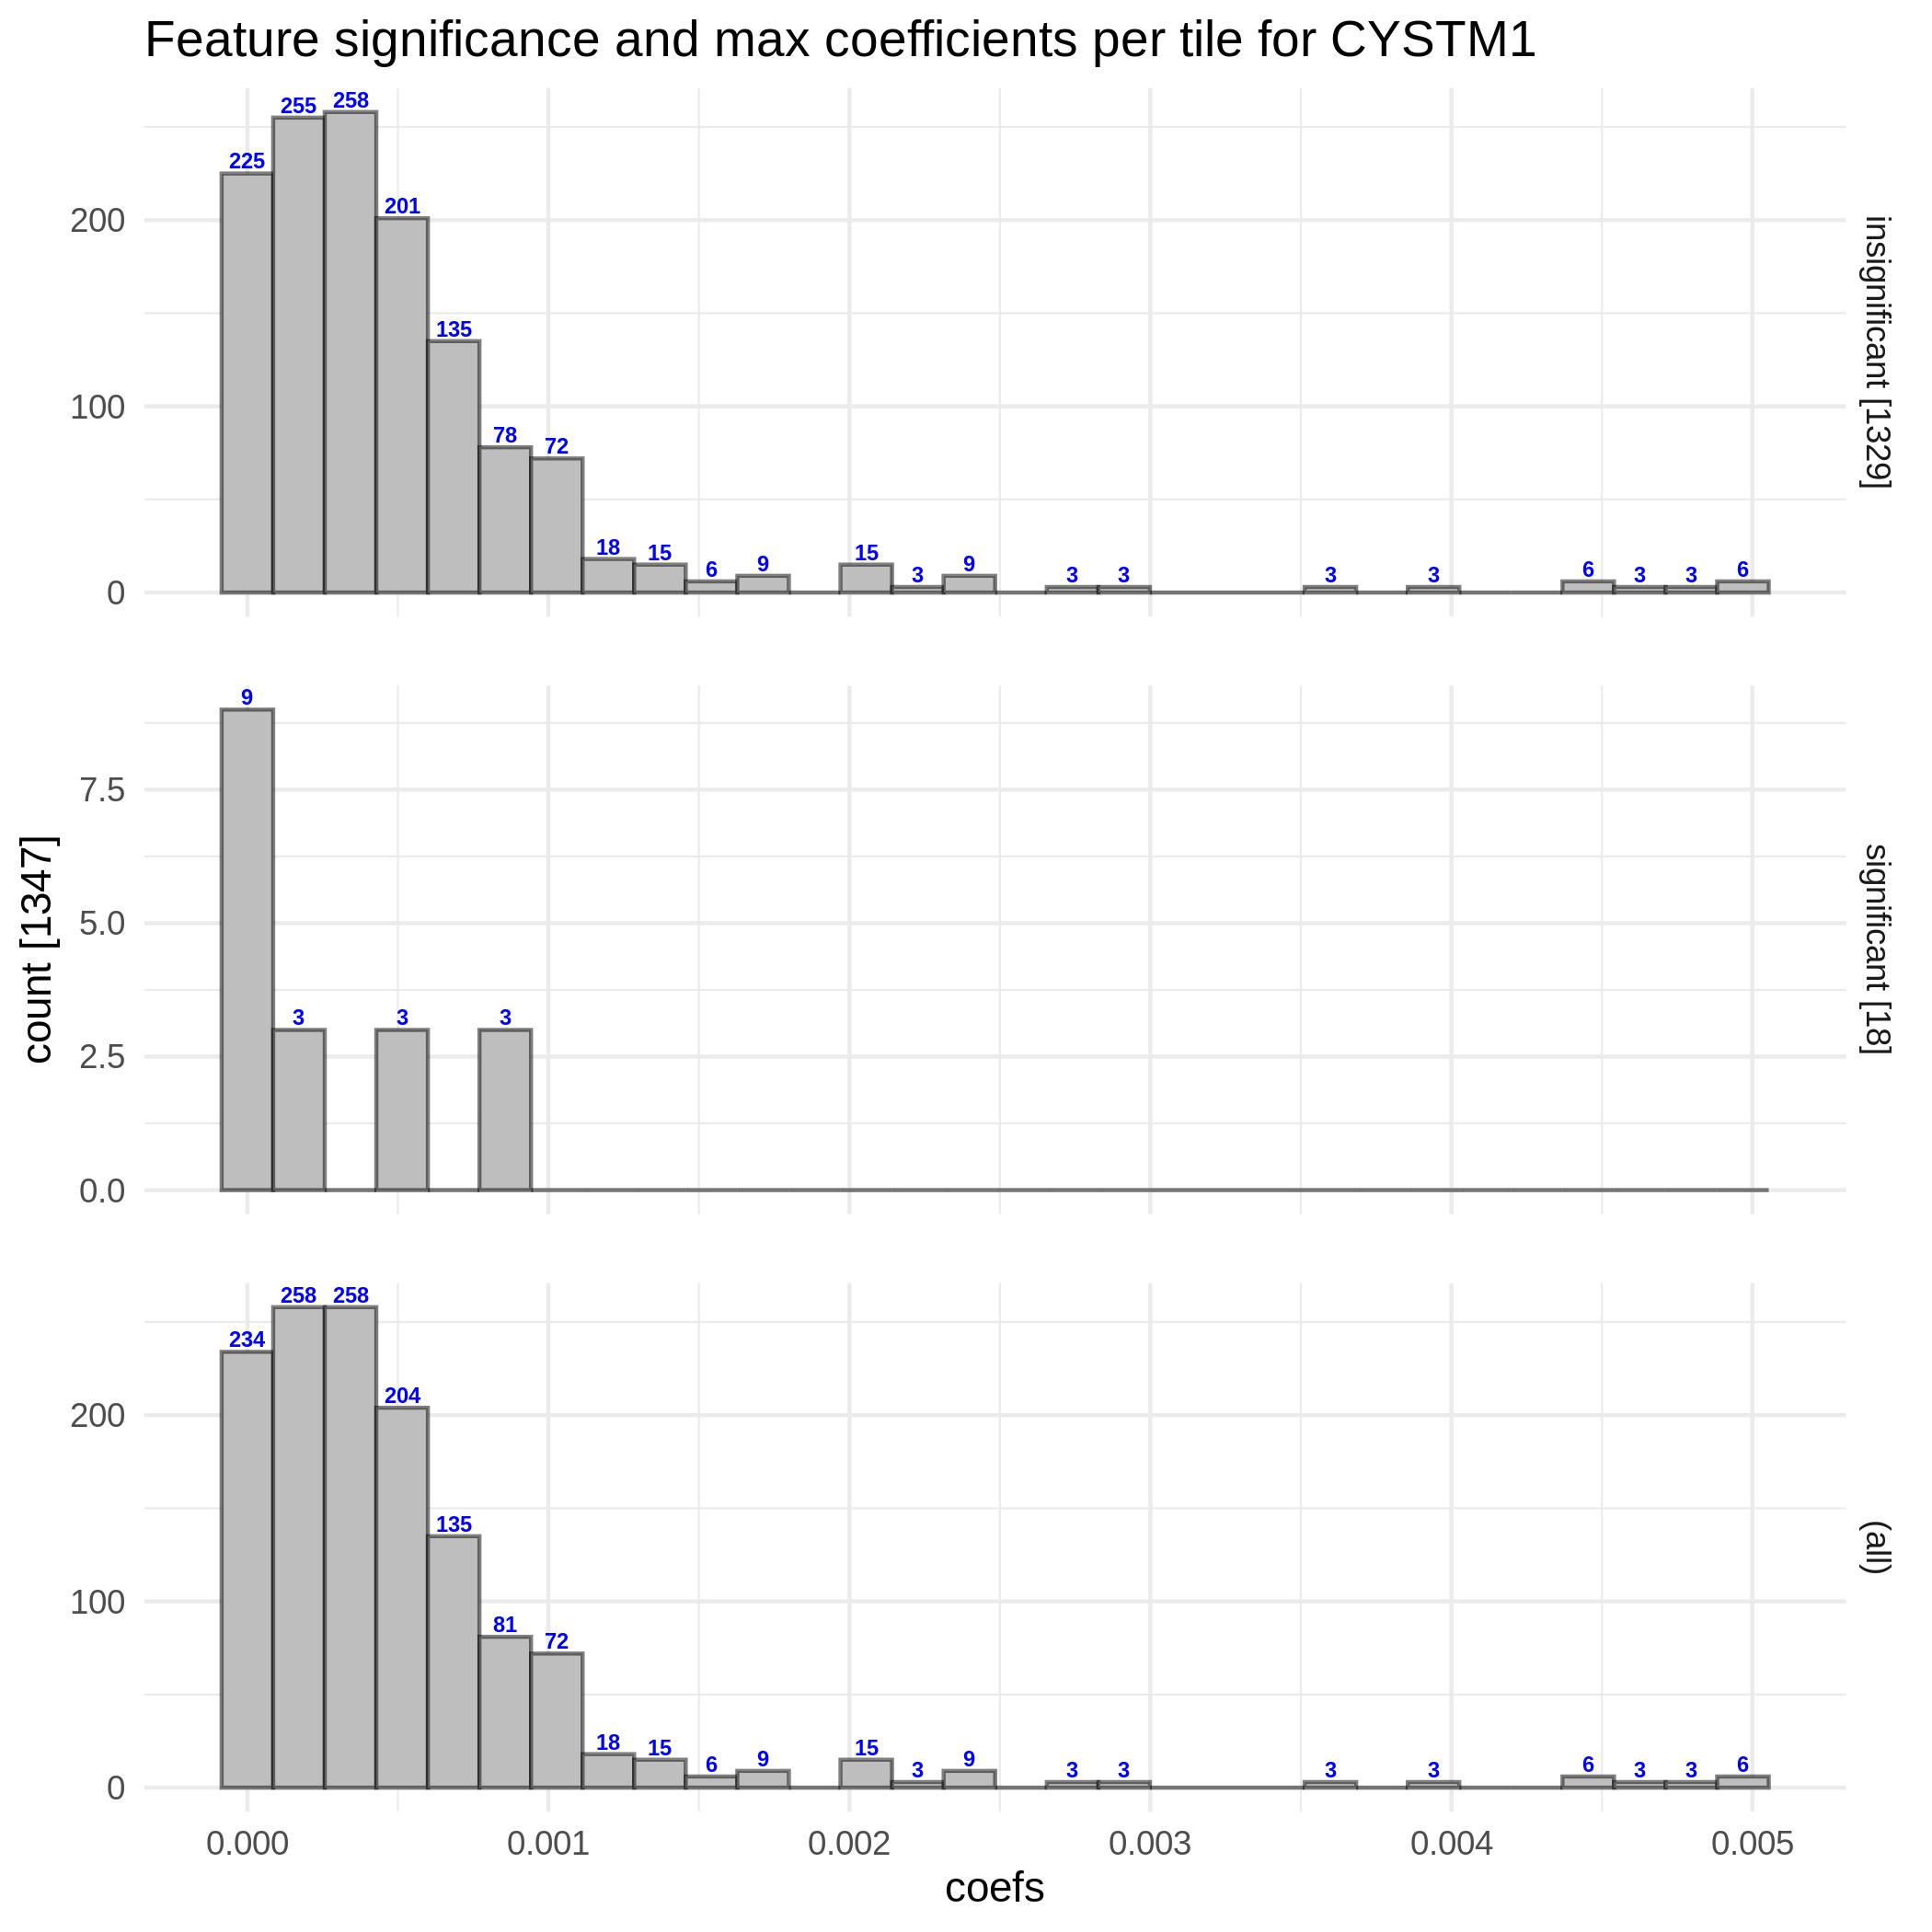 Feature significance and max coefficients per tile for CYSTM1
225 255 258 201 135 78 72 18 15 6 9 15 3 9 3 3 3 3 6 3 3 6
200
100
0
insignificant [1329]
9 3 3 3
7.5
5.0
2.5
0.0
significant [18]
count [1347]
234 258 258 204 135 81 72 18 15 6 9 15 3 9 3 3 3 3 6 3 3 6
200
100
0
(all)
0.000 0.001 0.002 0.003 0.004 0.005
coefs